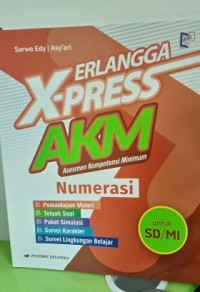 Sarwo Edy | Asy'ari
ERLANGGA
X-PRESS
AKM
Asesmen Kompetensi Minimum
Numerasi
Pemantapan Materi
Telaah Soal
Paket Simulasi
Survei Karakter
Survei Lingkungan Belajar
untuk
SD/MI
PENERBIT ERLANGGA